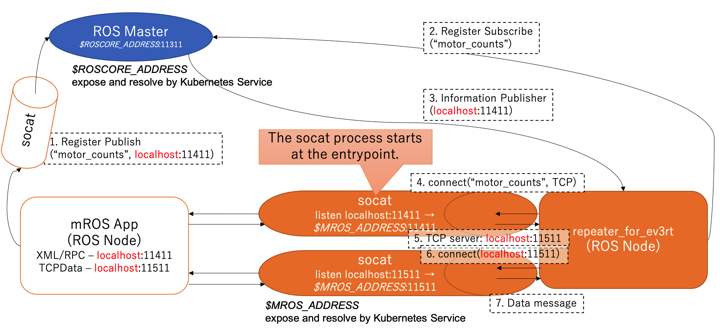 ROS Master
$ROSCORE_ADDRESS:11311
2. Register Subscribe
("motor_counts")
$ROSCORE_ADDRESS
expose and resolve by Kubernetes Service
3. Information Publisher
(localhost:11411)
socat
1. Register Publish
("motor_counts", localhost:11411)
The socat process starts
at the entrypoint.
4. connect("motor_counts", TCP)
mROS App
(ROS Node)
XML/RPC – localhost:11411
TCPData – localhost:11511
socat
listen localhost:11411 →
$MROS_ADDRESS:11411
5. TCP server: localhost:11511
6. connect(localhost:11511)
repeater_for_ev3rt
(ROS Node)
socat
listen localhost:11511 →
$MROS_ADDRESS:11511
7. Data message
$MROS_ADDRESS
expose and resolve by Kubernetes Service